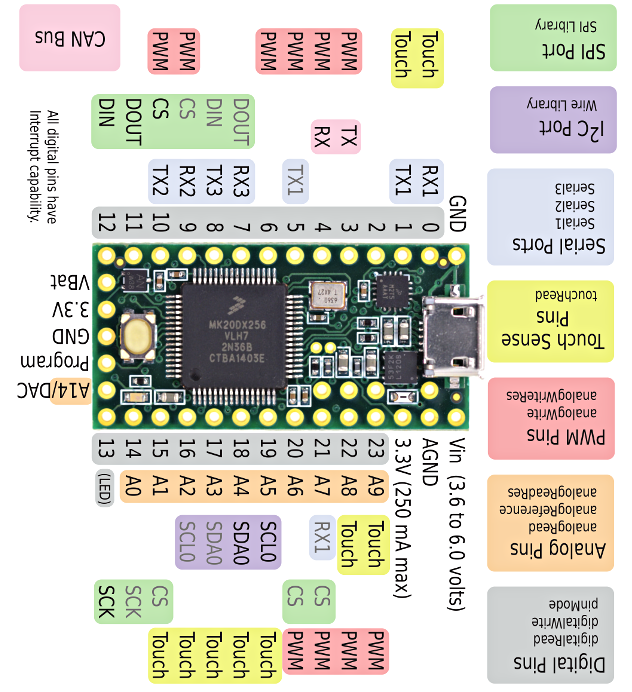 CAN Bus
PWM
PWM
PWM
PWM
PWM
PWM
Touch
Touch
SPI Port
SPI Library
DIN
DOUT
CS
CS
DIN
DOUT
RX
TX
I²C Port
Wire Library
All digital pins have
Interrupt capability.
TX2
RX2
TX3
RX3
TX1
TX1
RX1
Serial Ports
Serial1
Serial2
Serial3
12
11
10
9
8
7
6
5
4
3
2
1
0
GND
VBat
3.3V
GND
Program
A14/DAC
MK20DX256
VLH7
2N36B
CTBA1403E
Touch Sense
Pins
touchRead
PWM Pins
analogWrite
analogWriteRes
13
14
15
16
17
18
19
20
21
22
23
3.3V (250 mA max)
AGND
Vin (3.6 to 6.0 volts)
(LED)
A0
A1
A2
A3
A4
A5
A6
A7
A8
A9
Analog Pins
analogRead
analogReference
analogReadRes
SCL0
SDA0
SDA0
SCL0
RX1
Touch
Touch
SCK
SCK
CS
CS
CS
Digital Pins
digitalRead
digitalWrite
pinMode
Touch
Touch
Touch
Touch
Touch
PWM
PWM
PWM
PWM